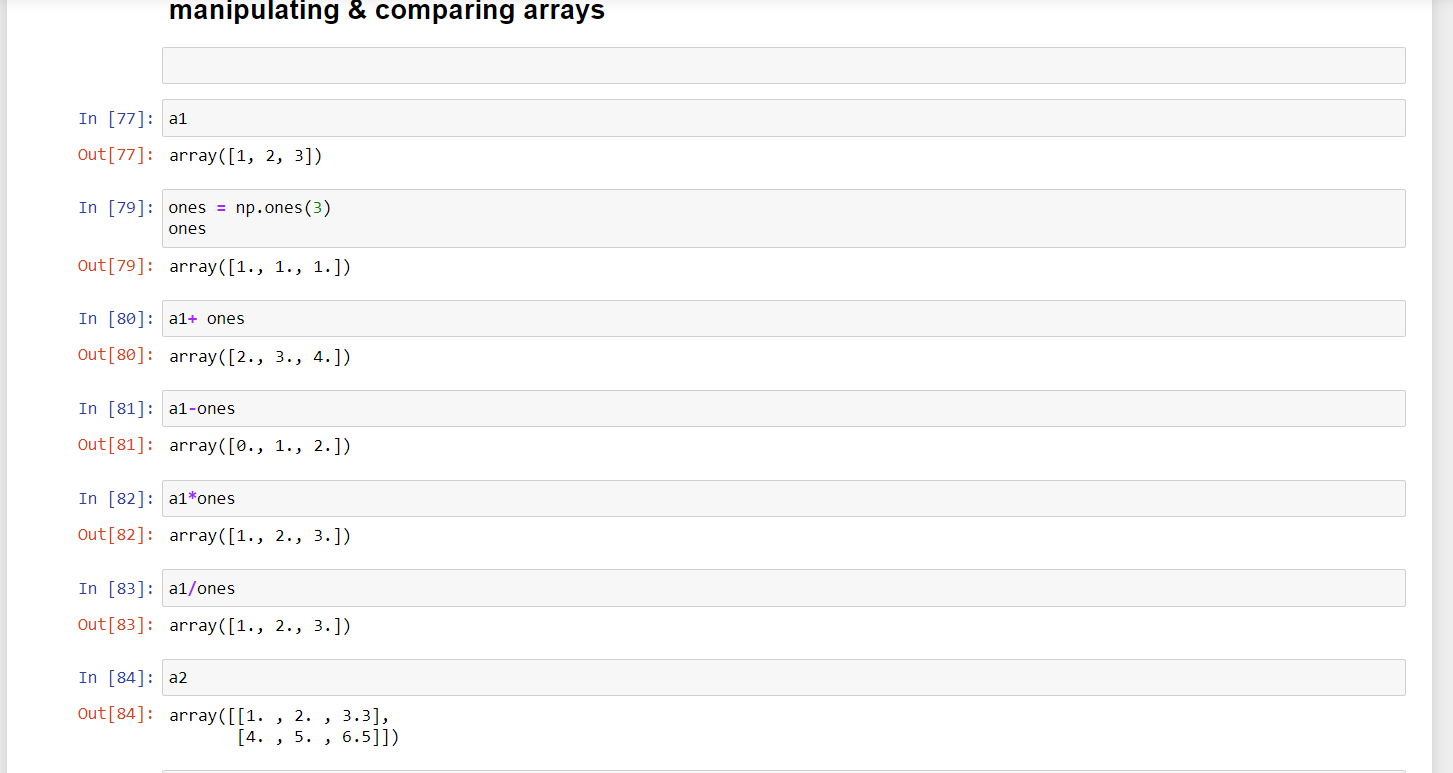 manipulating & comparing arrays
In [77]: a1
Out[77]: array([1, 2, 3])
In [79]: ones = np.ones(3)
ones
Out[79]: array([1., 1., 1.])
In [80]: a1+ ones
Out[80]: array([2., 3., 4.])
In [81]: a1-ones
Out[81]: array([0., 1., 2.])
In [82]: a1*ones
Out[82]: array([1., 2., 3.])
In [83]: a1/ones
Out[83]: array([1., 2., 3.])
In [84]: a2
Out[84]: array([[1. , 2. , 3.3],
[4. , 5. , 6.5]])